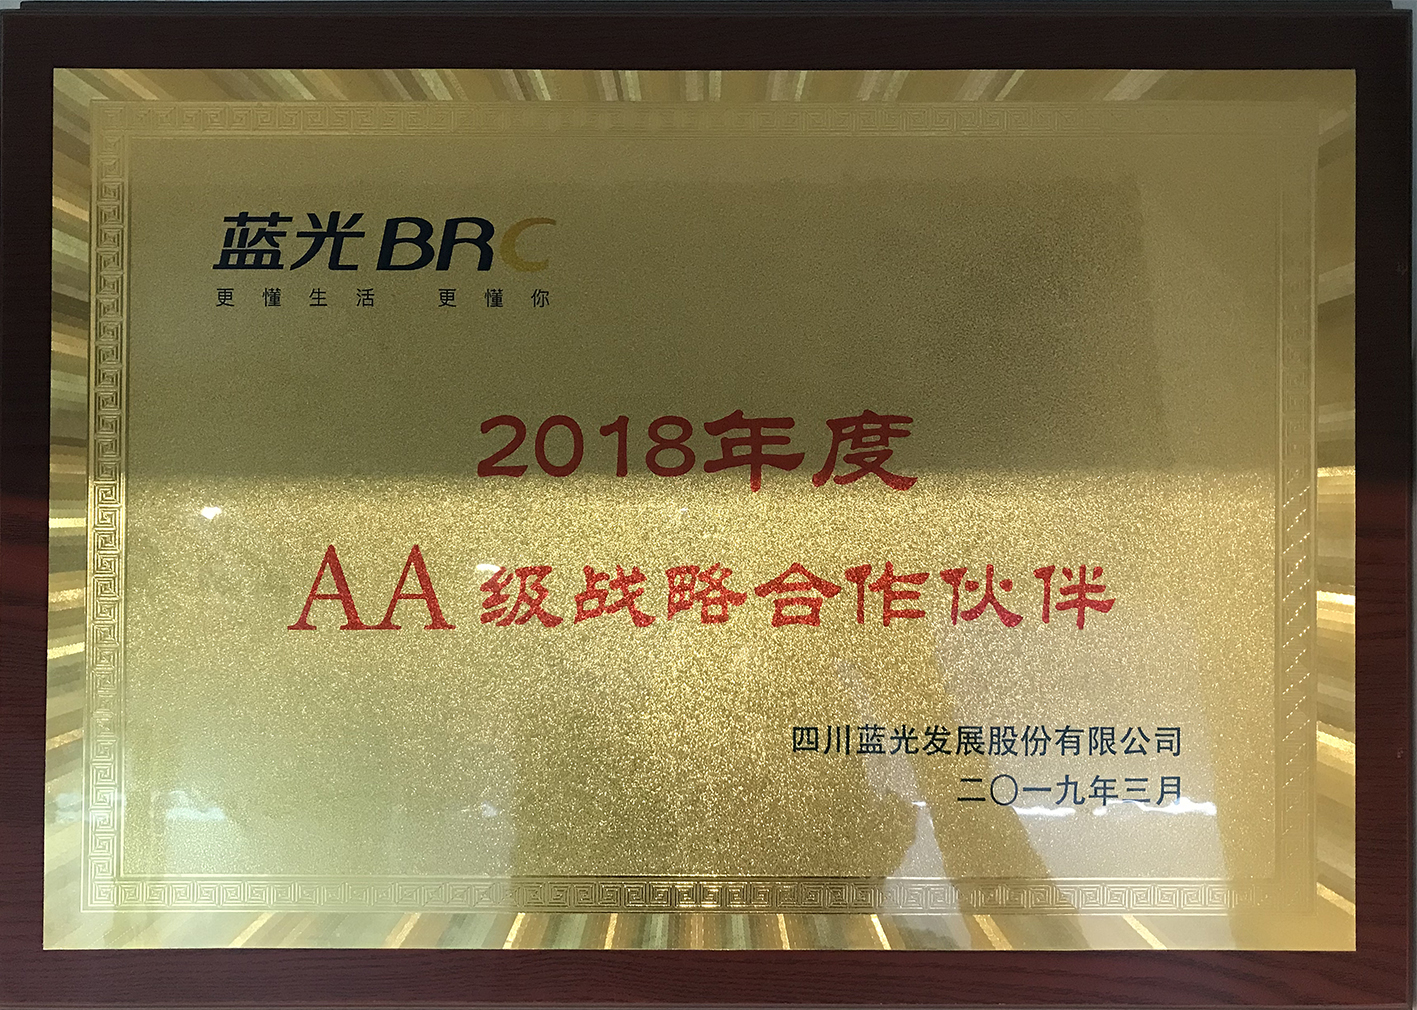 蓝光BRC
更懂生活 更懂你
2018年度
AA级战略合作伙伴
四川蓝光发展股份有限公司
二〇一九年三月